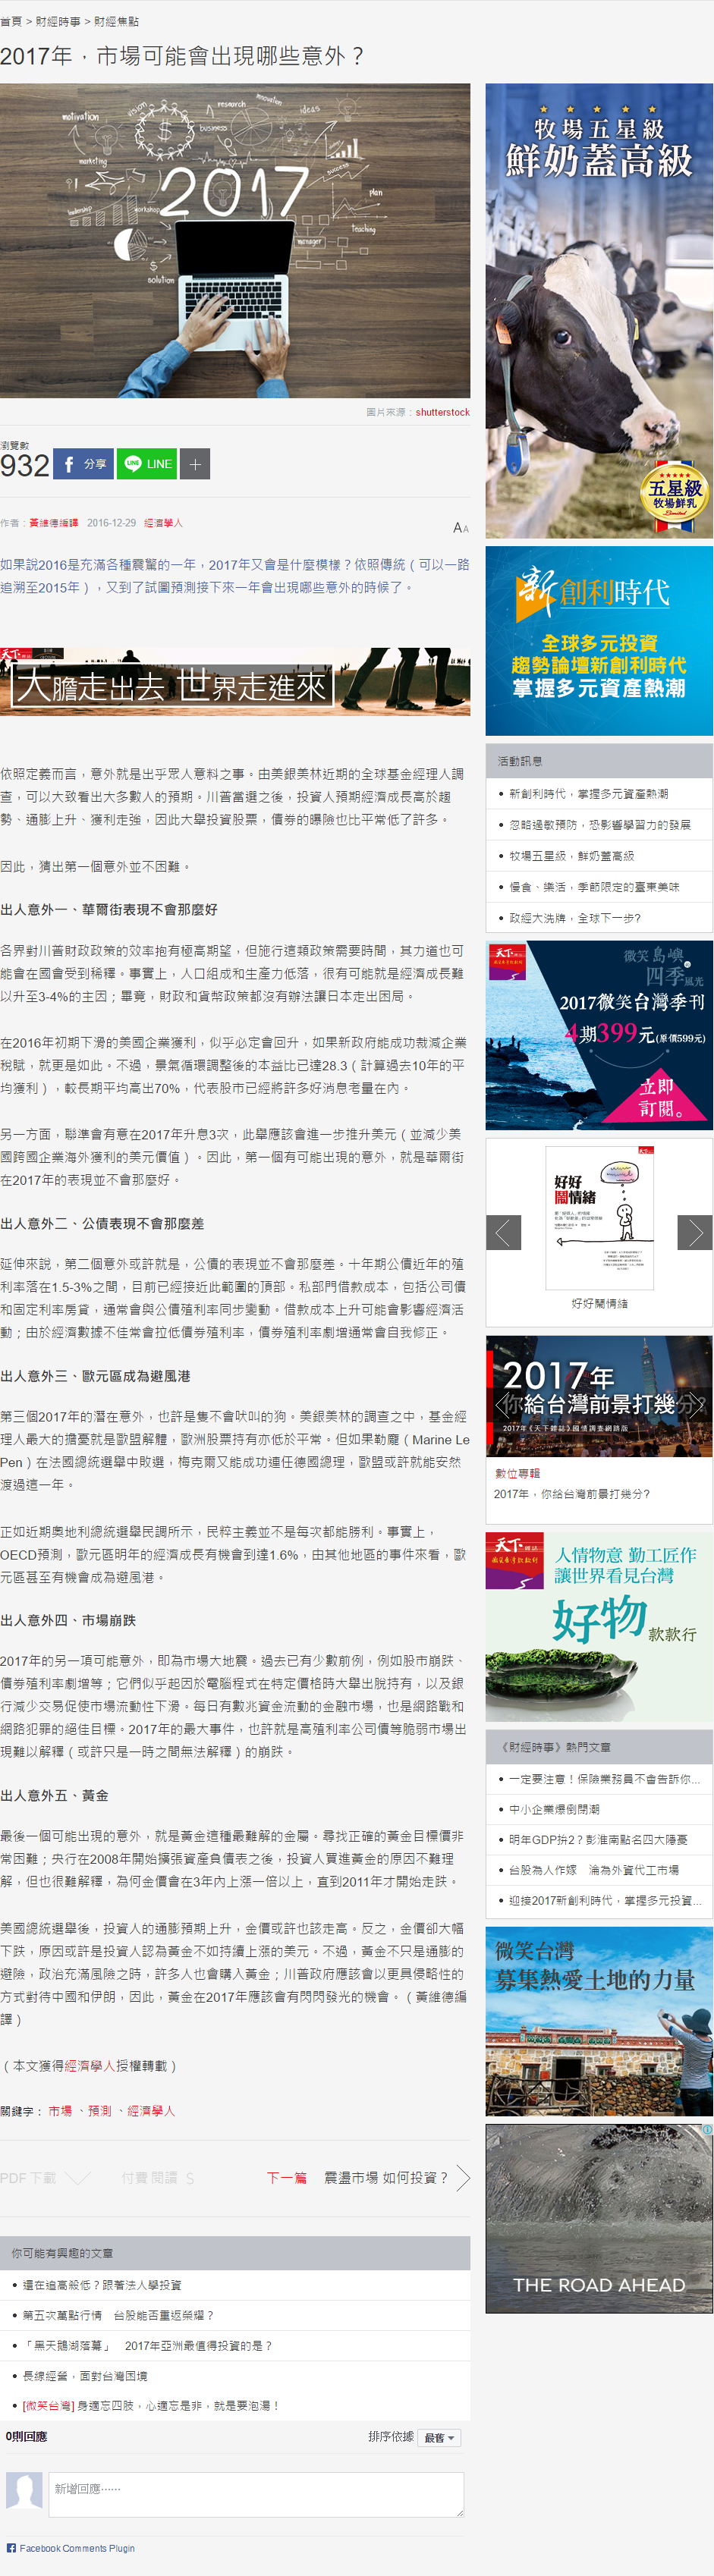 首頁 > 財經時事 > 財經焦點
2017年，市場可能會出現哪些意外？
motivation
vision
research
innovation
ideas
business
marketing
success
plan
leadership
workshop
2017
teaching
manager
solution
圖片來源：shutterstock
瀏覽數
932
分享
LINE
作者：黃維德編譯 2016-12-29 經濟學人
AA
如果說2016是充滿各種震驚的一年，2017年又會是什麼模樣？依照傳統（可以一路
追溯至2015年），又到了試圖預測接下來一年會出現哪些意外的時候了。
天下
人膽走出去 世界走進來
依照定義而言，意外就是出乎眾人意料之事。由美銀美林近期的全球基金經理人調
查，可以大致看出大多數人的預期。川普當選之後，投資人預期經濟成長高於趨
勢、通膨上升、獲利走強，因此大舉投資股票，債券的曝險也比平常低了許多。
因此，猜出第一個意外並不困難。
出人意外一、華爾街表現不會那麼好
各界對川普財政政策的效率抱有極高期望，但施行這類政策需要時間，其力道也可
能會在國會受到稀釋。事實上，人口組成和生產力低落，很有可能就是經濟成長難
以升至3-4%的主因；畢竟，財政和貨幣政策都沒有辦法讓日本走出困局。
在2016年初期下滑的美國企業獲利，似乎必定會回升，如果新政府能成功裁減企業
稅賦，就更是如此。不過，景氣循環調整後的本益比已達28.3（計算過去10年的平
均獲利），較長期平均高出70%，代表股市已經將許多好消息考量在內。
另一方面，聯準會有意在2017年升息3次，此舉應該會進一步推升美元（並減少美
國跨國企業海外獲利的美元價值）。因此，第一個有可能出現的意外，就是華爾街
在2017年的表現並不會那麼好。
出人意外二、公債表現不會那麼差
延伸來說，第二個意外或許就是，公債的表現並不會那麼差。十年期公債近年的殖
利率落在1.5-3%之間，目前已經接近此範圍的頂部。私部門借款成本，包括公司債
和固定利率房貸，通常會與公債殖利率同步變動。借款成本上升可能會影響經濟活
動；由於經濟數據不佳常會拉低債券殖利率，債券殖利率劇增通常會自我修正。
出人意外三、歐元區成為避風港
第三個2017年的潛在意外，也許是隻不會吠叫的狗。美銀美林的調查之中，基金經
理人最大的擔憂就是歐盟解體，歐洲股票持有亦低於平常。但如果勒龐（Marine Le
Pen）在法國總統選舉中敗選，梅克爾又能成功連任德國總理，歐盟或許就能安然
渡過這一年。
正如近期奧地利總統選舉民調所示，民粹主義並不是每次都能勝利。事實上，
OECD預測，歐元區明年的經濟成長有機會到達1.6%，由其他地區的事件來看，歐
元區甚至有機會成為避風港。
出人意外四、市場崩跌
2017年的另一項可能意外，即為市場大地震。過去已有少數前例，例如股市崩跌、
債券殖利率劇增等；它們似乎起因於電腦程式在特定價格時大舉出脫持有，以及銀
行減少交易促使市場流動性下滑。每日有數兆資金流動的金融市場，也是網路戰和
網路犯罪的絕佳目標。2017年的最大事件，也許就是高殖利率公司債等脆弱市場出
現難以解釋（或許只是一時之間無法解釋）的崩跌。
出人意外五、黃金
最後一個可能出現的意外，就是黃金這種最難解的金屬。尋找正確的黃金目標價非
常困難；央行在2008年開始擴張資產負債表之後，投資人買進黃金的原因不難理
解，但也很難解釋，為何金價會在3年內上漲一倍以上，直到2011年才開始走跌。
美國總統選舉後，投資人的通膨預期上升，金價或許也該走高。反之，金價卻大幅
下跌，原因或許是投資人認為黃金不如持續上漲的美元。不過，黃金不只是通膨的
避險，政治充滿風險之時，許多人也會購入黃金；川普政府應該會以更具侵略性的
方式對待中國和伊朗，因此，黃金在2017年應該會有閃閃發光的機會。（黃維德編
譯）
（本文獲得經濟學人授權轉載）
關鍵字： 市場 、預測 、經濟學人
PDF 下載
付費 閱讀
下一篇 震盪市場 如何投資？
你可能有興趣的文章
還在追高殺低？跟著法人學投資
第五次萬點行情　台股能否重返榮耀？
「黑天鵝湖落幕」　2017年亞洲最值得投資的是？
長線經營，面對台灣困境
[微笑台灣] 身適忘四肢，心適忘是非，就是要泡湯！
0則回應
排序依據 最舊
新增回應......
Facebook Comments Plugin
牧場五星級
鮮奶蓋高級
五星級
牧場鮮乳
Limited
新創利時代
全球多元投資
趨勢論壇新創利時代
掌握多元資產熱潮
活動訊息
新創利時代，掌握多元資產熱潮
忽略過敏預防，恐影響學習力的發展
牧場五星級，鮮奶蓋高級
慢食、樂活，季節限定的臺東美味
政經大洗牌，全球下一步?
天下
微笑島嶼
四季風光
2017微笑台灣季刊
4期399元(原價599元)
立即
訂閱。
好好
鬧情緒
好好鬧情緒
2017年
你給台灣前景打幾分?
2017年《天下雜誌》國情調查網路版
數位專輯
2017年，你給台灣前景打幾分?
天下
人情物意 勤工匠作
讓世界看見台灣
好物款款行
《財經時事》熱門文章
一定要注意！保險業務員不會告訴你...
中小企業爆倒閉潮
明年GDP拚2？彭淮南點名四大隱憂
台股為人作嫁　淪為外資代工市場
迎接2017新創利時代，掌握多元投資...
微笑台灣
募集熱愛土地的力量
THE ROAD AHEAD